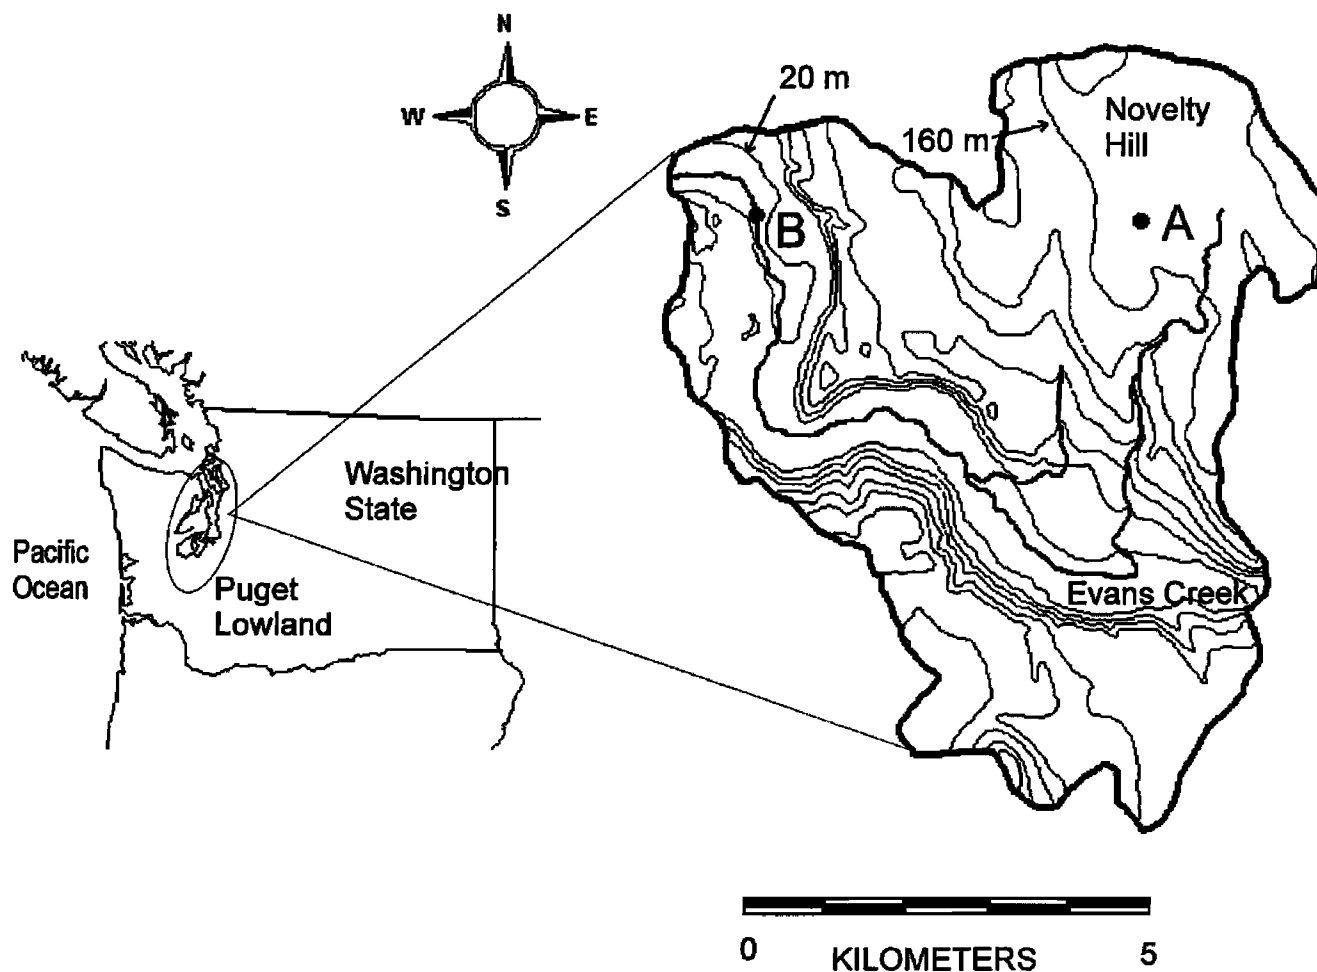 N
W E
S
20 m
160 m
Novelty
Hill
A
B
Washington
State
Pacific
Ocean
Puget
Lowland
Evans Creek
0 5
KILOMETERS